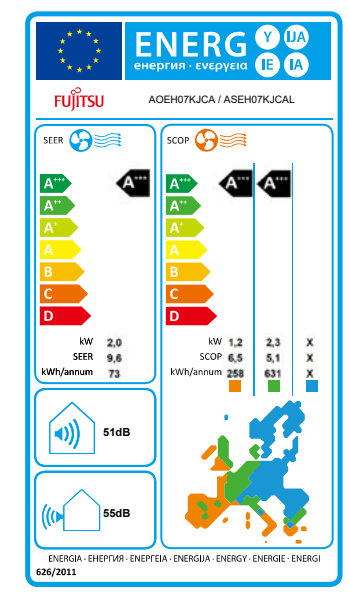 ENERG Y IJA
енергия · ενεργεια IE IA
FUJITSU
AOEH07KJCA / ASEH07KJCAL
SEER
A+++
A++
A+
A
B
C
D
A+++
kW 2,0
SEER 9,6
kWh/annum 73
SCOP
A+++
A++
A+
A
B
C
D
A+++ A+++
kW 1,2 2,3 X
SCOP 6,5 5,1 X
kWh/annum 258 631 X
51dB
55dB
ENERGIA · ЕНЕРГИЯ · ΕΝΕΡΓΕΙΑ · ENERGIJA · ENERGY · ENERGIE · ENERGI
626/2011